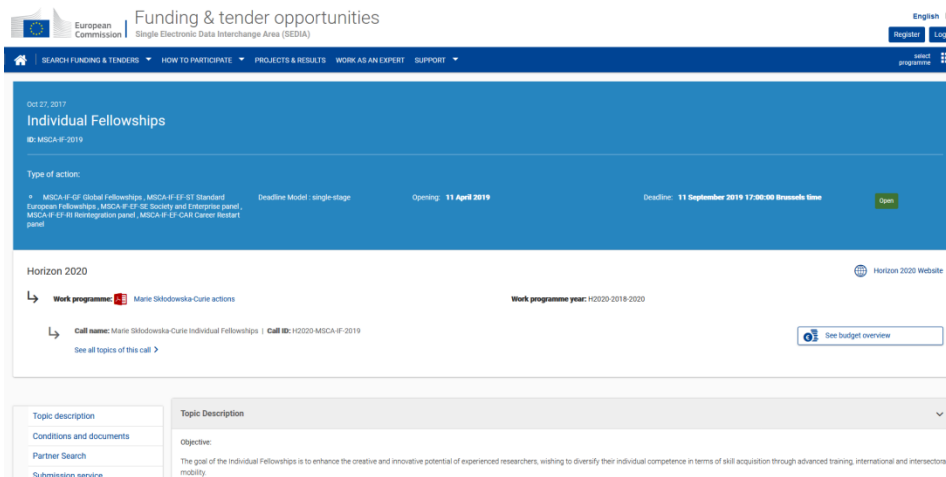 European
Commission
Funding & tender opportunities
Single Electronic Data Interchange Area (SEDIA)
English
Register
SEARCH FUNDING & TENDERS
HOW TO PARTICIPATE
PROJECTS & RESULTS
WORK AS AN EXPERT
SUPPORT
select
programme
Oct 27, 2017
Individual Fellowships
ID: MSCA-IF-2019
Type of action:
MSCA-IF-GF Global Fellowships , MSCA-IF-EF-ST Standard
European Fellowships , MSCA-IF-EF-SE Society and Enterprise panel ,
MSCA-IF-EF-RI Reintegration panel , MSCA-IF-EF-CAR Career Restart
panel
Deadline Model : single-stage
Opening: 11 April 2019
Deadline: 11 September 2019 17:00:00 Brussels time
Open
Horizon 2020
Horizon 2020 Website
Work programme: Marie Skłodowska-Curie actions
Work programme year: H2020-2018-2020
Call name: Marie Skłodowska-Curie Individual Fellowships | Call ID: H2020-MSCA-IF-2019
See budget overview
See all topics of this call
Topic description
Conditions and documents
Partner Search
Submission service
Topic Description
Objective:
The goal of the Individual Fellowships is to enhance the creative and innovative potential of experienced researchers, wishing to diversify their individual competence in terms of skill acquisition through advanced training, international and intersectora
mobility.